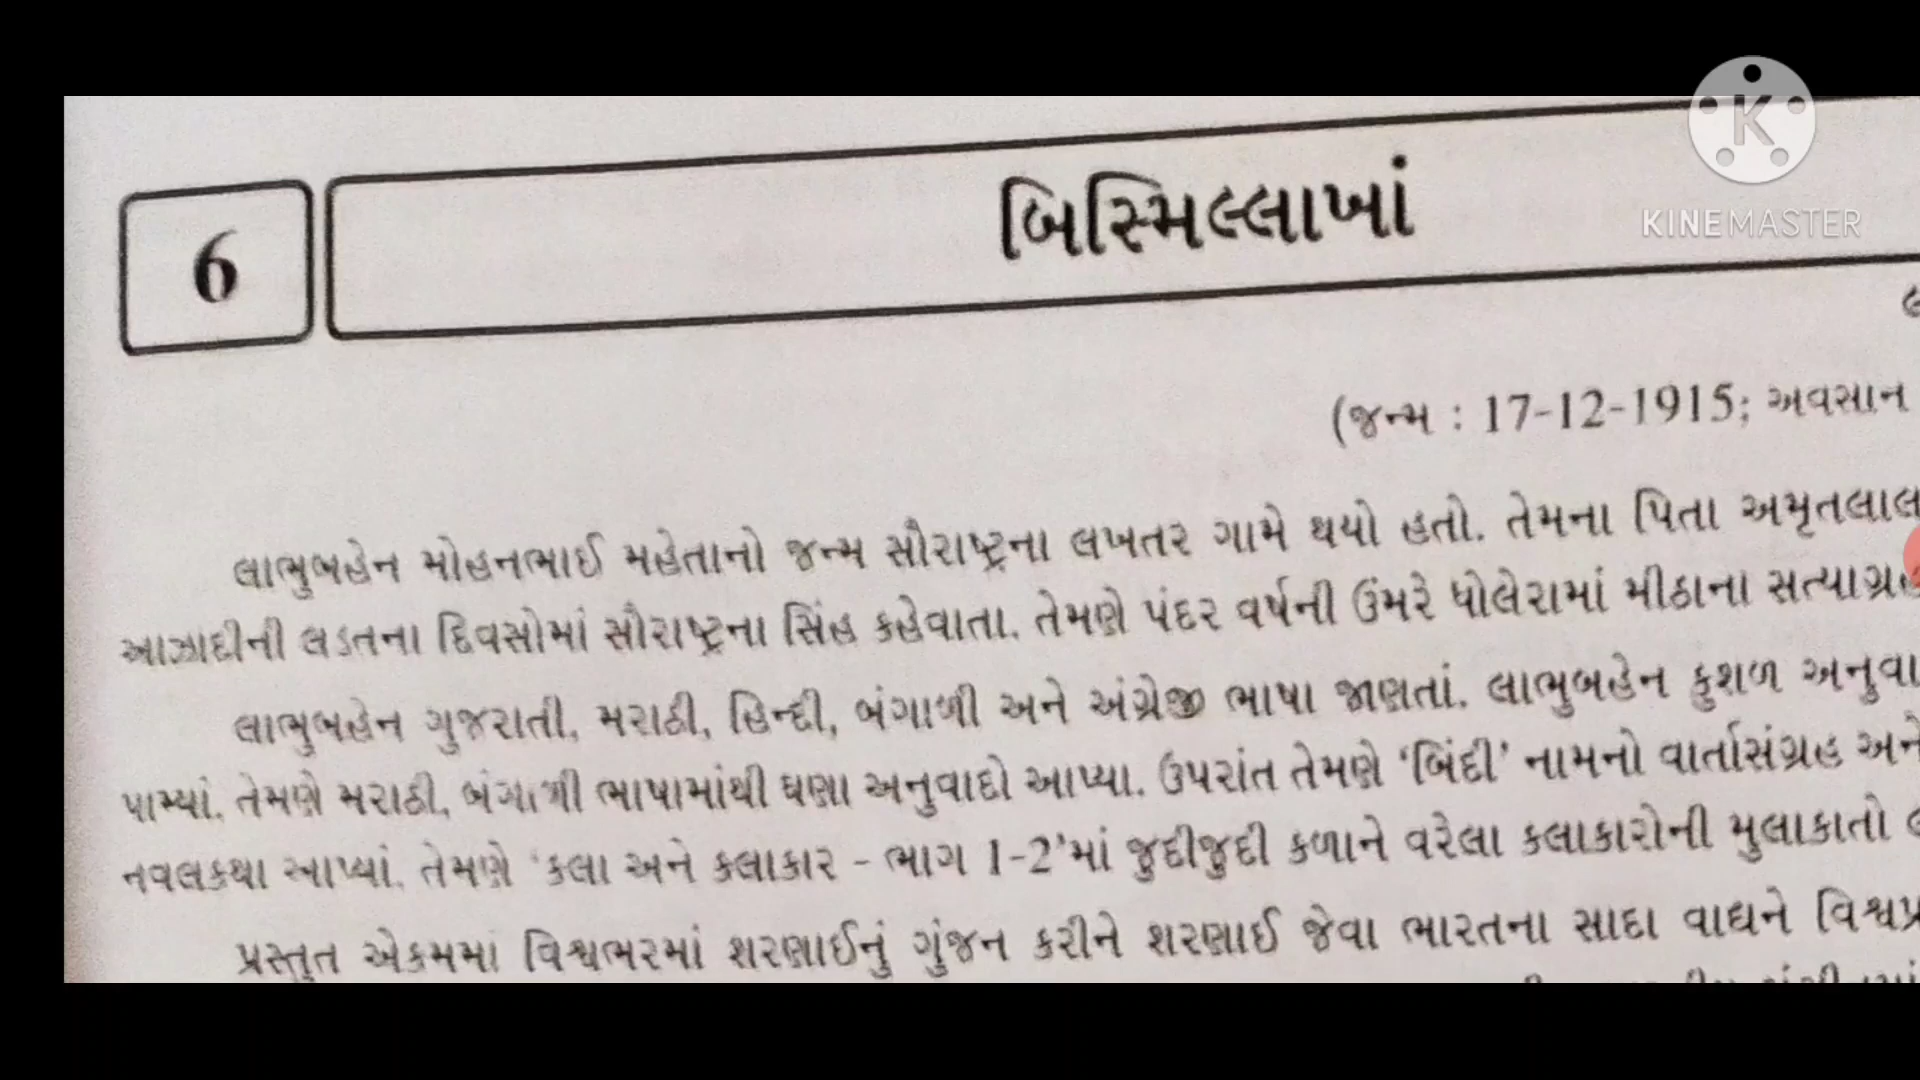 KINEMASTER
6
બિસ્મિલ્લાખાં
(જન્મ : 17-12-1915; અવસાન
લાભુબહેન મોહનભાઈ મહેતાનો જન્મ સૌરાષ્ટ્રના લખતર ગામે થયો હતો. તેમના પિતા અમૃતલાલ
આઝાદીની લડતના દિવસોમાં સૌરાષ્ટ્રના સિંહ કહેવાતા. તેમણે પંદર વર્ષની ઉંમરે ધોલેરામાં મીઠાના
લાભુબહેન ગુજરાતી, મરાઠી, હિન્દી, બંગાળી અને અંગ્રેજી ભાષા જાણતાં. લાભુબહેન કુશળ
પામ્યાં. તેમણે મરાઠી, બંગાળી ભાષામાંથી ઘણા અનુવાદો આપ્યા. ઉપરાંત તેમણે ‘બિંદી’ નામનો વાર્તાસંગ્રહ અને
નવલકથા આપ્યાં. તેમણે ‘કલા અને કલાકાર - ભાગ 1-2’માં જુદીજુદી કળાને વરેલા કલાકારોની મુલાકાતો
પ્રસ્તુત એકમમાં વિશ્વભરમાં શરણાઈનું ગુંજન કરીને શરણાઈ જેવા ભારતના સાદા વાદ્યને